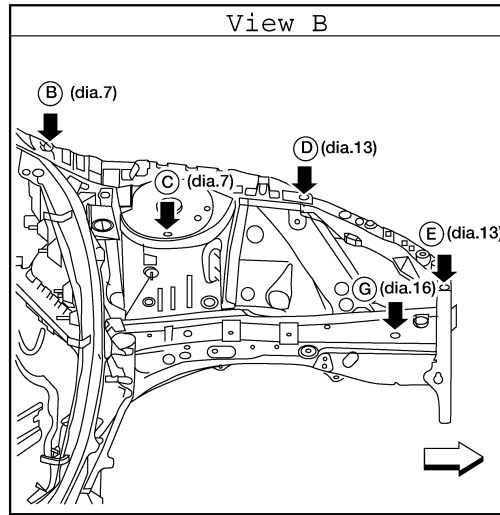 View B
B (dia.7)
D (dia.13)
C (dia.7)
E (dia.13)
G (dia.16)